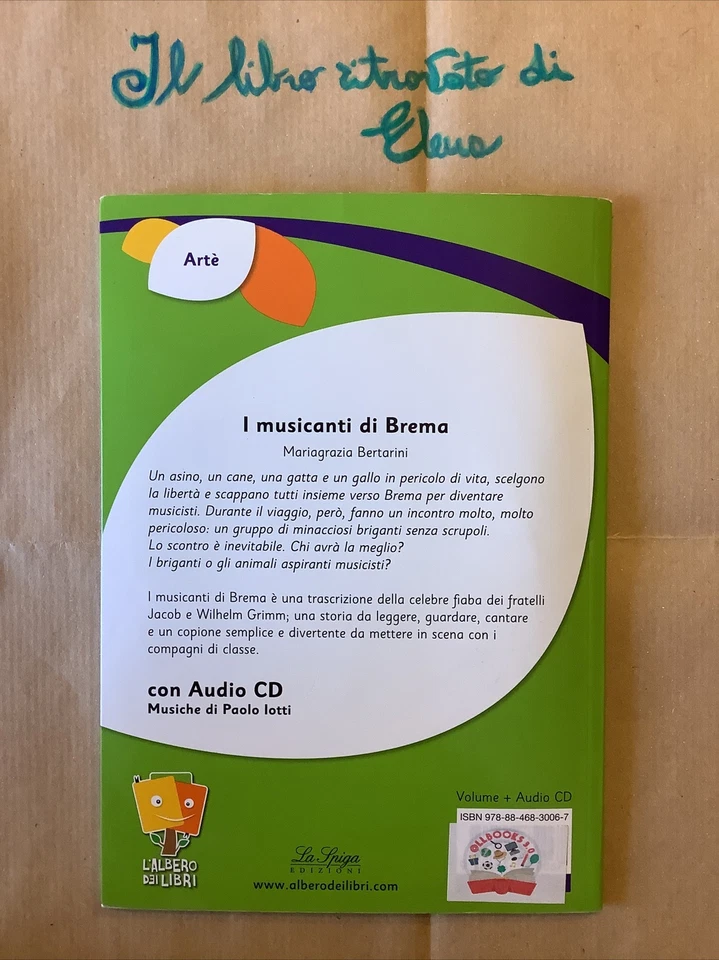 Il libro ritrovato di
Elena
Artè
I musicanti di Brema
Mariagrazia Bertarini
Un asino, un cane, una gatta e un gallo in pericolo di vita, scelgono
la libertà e scappano tutti insieme verso Brema per diventare
musicisti. Durante il viaggio, però, fanno un incontro molto, molto
pericoloso: un gruppo di minacciosi briganti senza scrupoli.
Lo scontro è inevitabile. Chi avrà la meglio?
I briganti o gli animali aspiranti musicisti?
I musicanti di Brema è una trascrizione della celebre fiaba dei fratelli
Jacob e Wilhelm Grimm; una storia da leggere, guardare, cantare
e un copione semplice e divertente da mettere in scena con i
compagni di classe.
con Audio CD
Musiche di Paolo Iotti
Volume + Audio CD
ISBN 978-88-468-3006-7
@LLBOOKS 3.0
L'ALBERO
DEI LIBRI
La Spiga
EDIZIONI
www.alberodeilibri.com